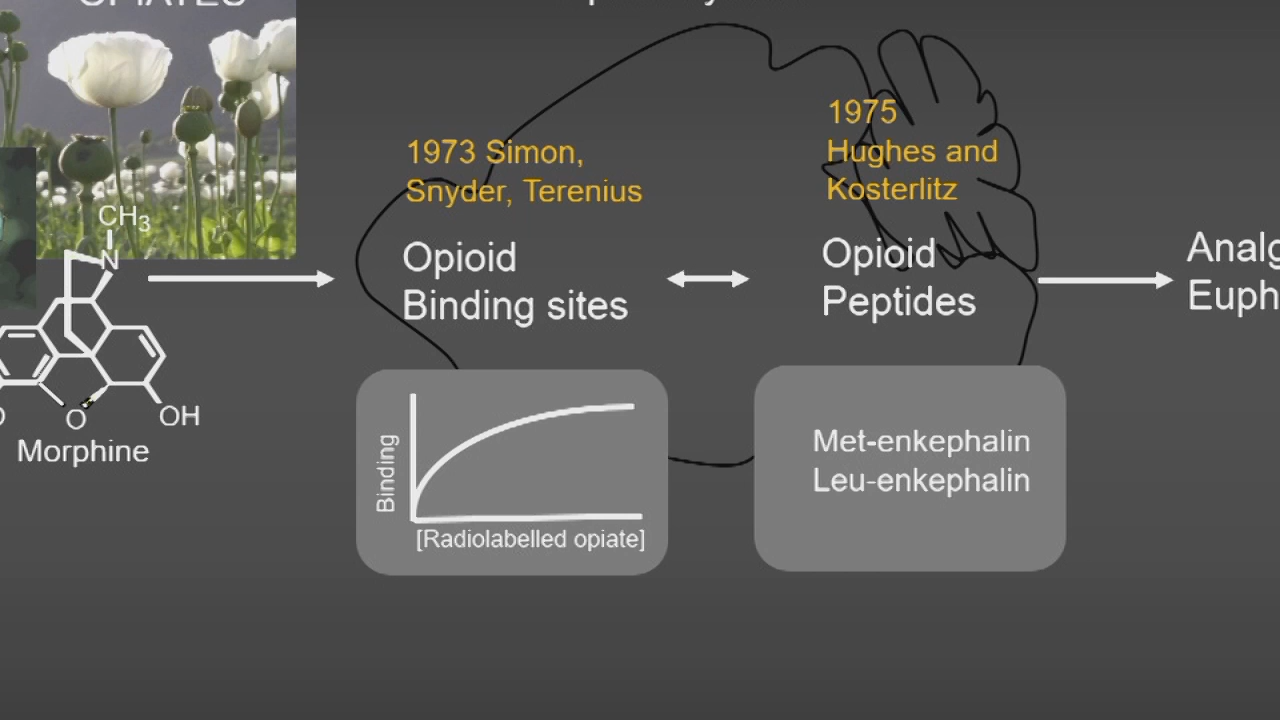 OPIATES
1973 Simon,
Snyder, Terenius
1975
Hughes and
Kosterlitz
CH3
N
Opioid
Binding sites
Opioid
Peptides
O
OH
Morphine
Binding
[Radiolabelled opiate]
Met-enkephalin
Leu-enkephalin